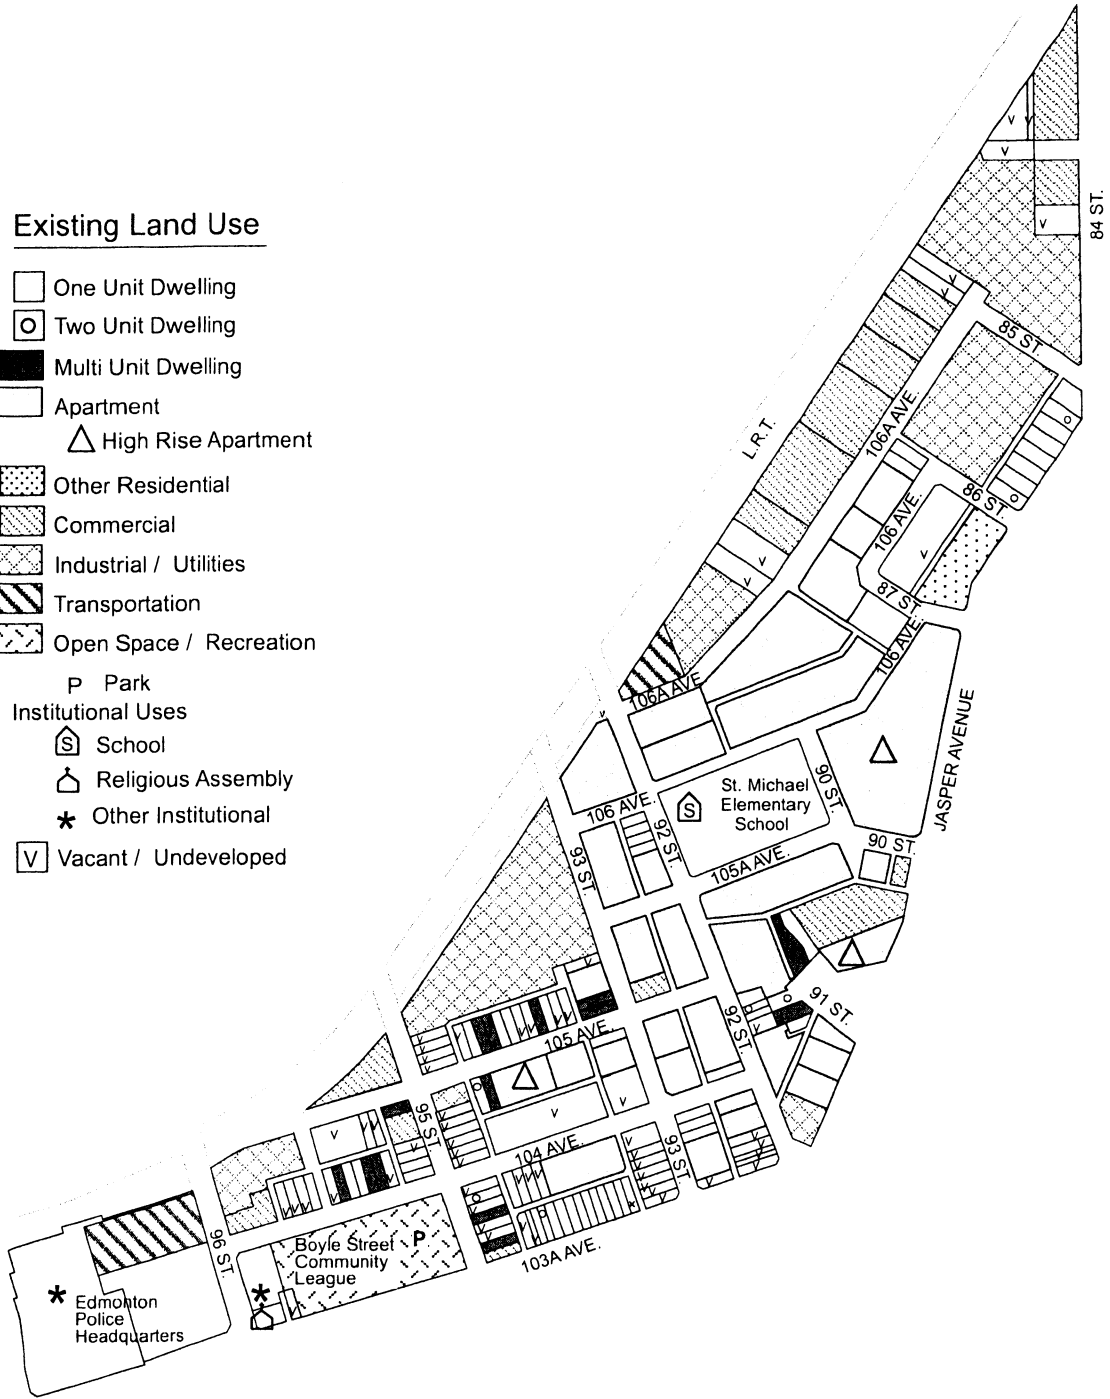 Existing Land Use
One Unit Dwelling
O Two Unit Dwelling
Multi Unit Dwelling
Apartment
High Rise Apartment
Other Residential
Commercial
Industrial / Utilities
Transportation
Open Space / Recreation
P Park
Institutional Uses
S School
Religious Assembly
* Other Institutional
V Vacant / Undeveloped
84 ST.
85 ST.
L.R.T.
106A AVE.
86 ST.
106 AVE.
87 ST.
106 AVE.
106A AVE.
JASPER AVENUE
St. Michael
Elementary
School
S
90 ST.
106 AVE.
92 ST.
93 ST.
90 ST.
105A AVE.
91 ST.
92 ST.
105 AVE.
95 ST.
104 AVE.
93 ST.
96 ST.
Boyle Street P
Community
League
103A AVE.
* Edmonton
Police
Headquarters
*